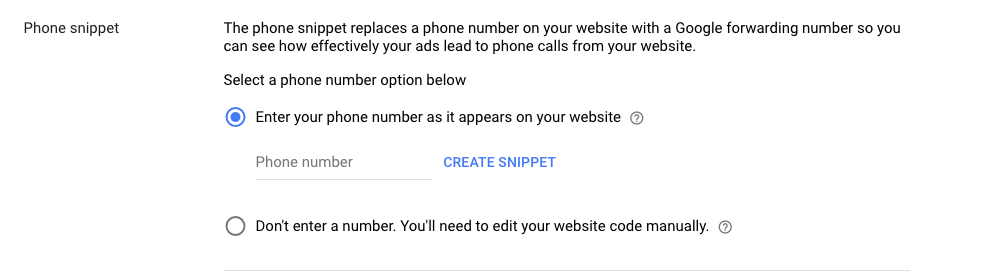 Phone snippet
The phone snippet replaces a phone number on your website with a Google forwarding number so you
can see how effectively your ads lead to phone calls from your website.
Select a phone number option below
Enter your phone number as it appears on your website
Phone number
CREATE SNIPPET
Don't enter a number. You'll need to edit your website code manually.